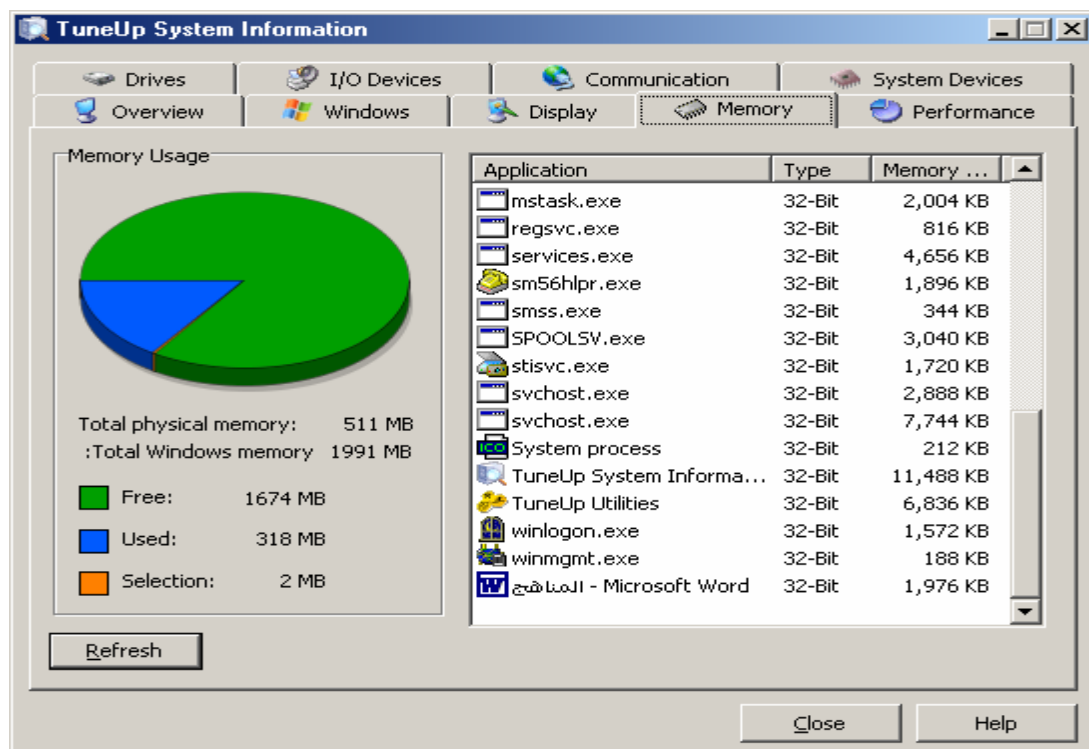 TuneUp System Information
Drives I/O Devices Communication System Devices
Overview Windows Display Memory Performance
Memory Usage
Total physical memory: 511 MB
:Total Windows memory 1991 MB
Free: 1674 MB
Used: 318 MB
Selection: 2 MB
Application Type Memory ...
mstask.exe 32-Bit 2,004 KB
regsvc.exe 32-Bit 816 KB
services.exe 32-Bit 4,656 KB
sm56hlpr.exe 32-Bit 1,896 KB
smss.exe 32-Bit 344 KB
SPOOLSV.exe 32-Bit 3,040 KB
stisvc.exe 32-Bit 1,720 KB
svchost.exe 32-Bit 2,888 KB
svchost.exe 32-Bit 7,744 KB
System process 32-Bit 212 KB
TuneUp System Informa... 32-Bit 11,488 KB
TuneUp Utilities 32-Bit 6,836 KB
winlogon.exe 32-Bit 1,572 KB
winmgmt.exe 32-Bit 188 KB
المناهج - Microsoft Word 32-Bit 1,976 KB
Refresh
Close Help